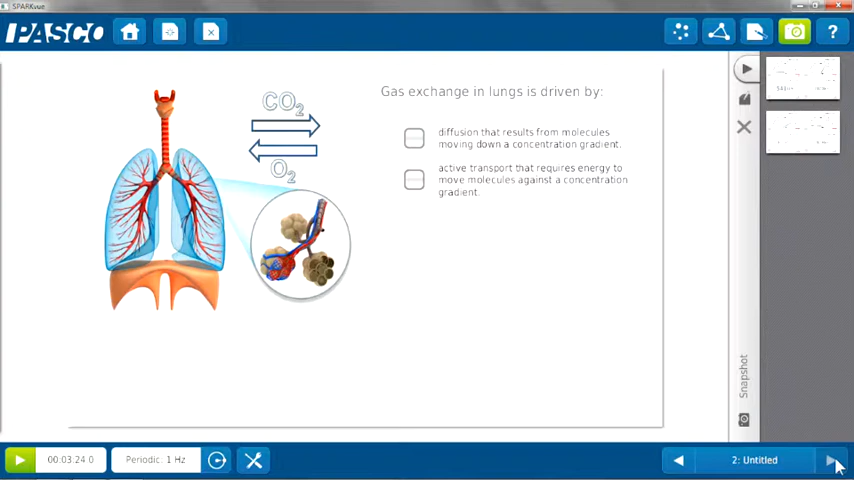 SPARKvue
PASCO
?
CO2
O2
Gas exchange in lungs is driven by:
diffusion that results from molecules
moving down a concentration gradient.
active transport that requires energy to
move molecules against a concentration
gradient.
Snapshot
00:03.24 0
Periodic: 1 Hz
2: Untitled